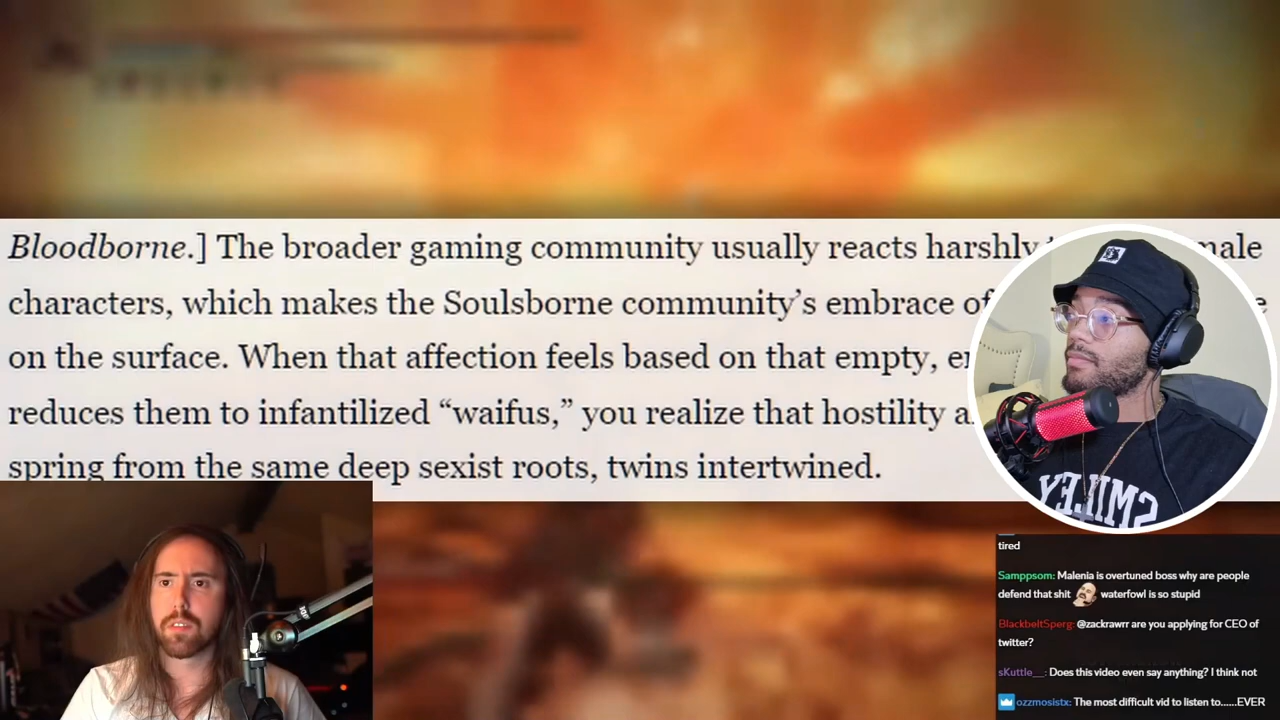 Bloodborne.] The broader gaming community usually reacts harshly
characters, which makes the Soulsborne community’s embrace of
on the surface. When that affection feels based on that empty,
reduces them to infantilized “waifus,” you realize that hostility
spring from the same deep sexist roots, twins intertwined.
tired
Samppsom: Malenia is overtuned boss why are people
defend that shit waterfowl is so stupid
BlackbeltSperg: @zackrawrr are you applying for CEO of
twitter?
sKuttle__: Does this video even say anything? I think not
ozzmosistx: The most difficult vid to listen to......EVER